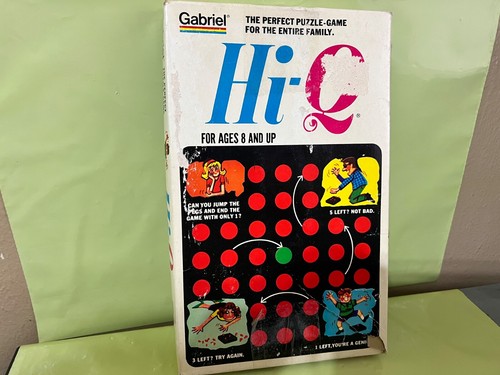 Gabriel®
THE PERFECT PUZZLE-GAME
FOR THE ENTIRE FAMILY.
Hi-Q®
FOR AGES 8 AND UP
CAN YOU JUMP THE
PEGS AND END THE
GAME WITH ONLY 1?
5 LEFT? NOT BAD.
3 LEFT? TRY AGAIN.
1 LEFT, YOU'RE A GENI